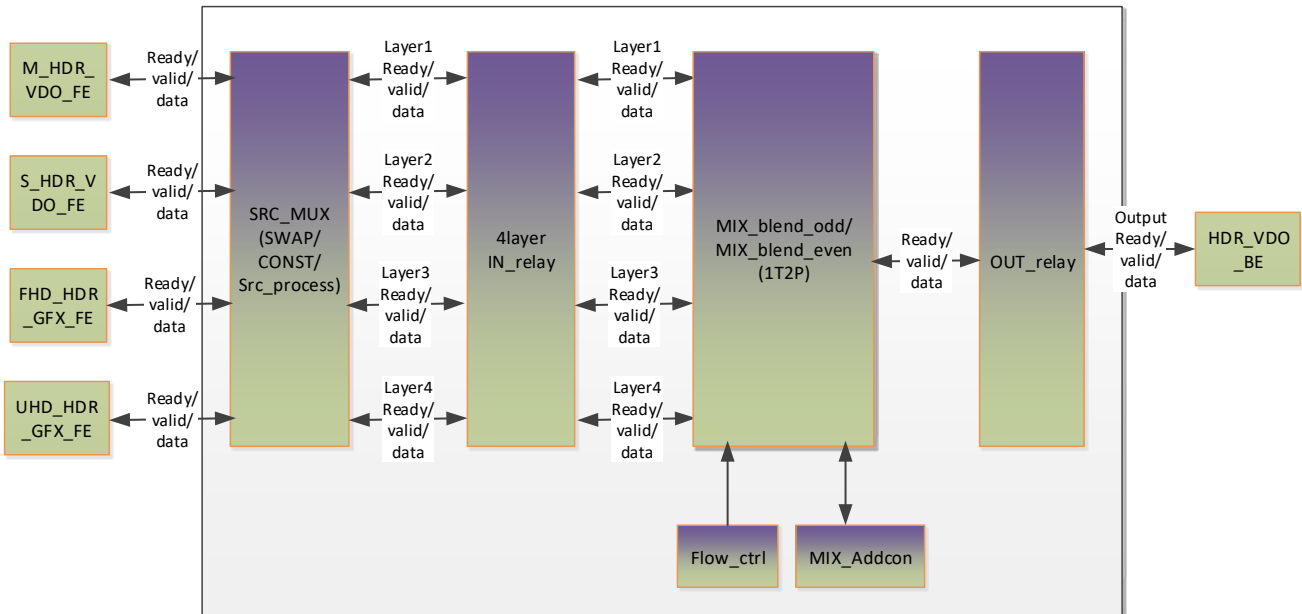 M_HDR_
VDO_FE
Ready/
valid/
data
S_HDR_V
DO_FE
Ready/
valid/
data
FHD_HDR
_GFX_FE
Ready/
valid/
data
UHD_HDR
_GFX_FE
Ready/
valid/
data
SRC_MUX
(SWAP/
CONST/
Src_process)
Layer1
Ready/
valid/
data
Layer2
Ready/
valid/
data
Layer3
Ready/
valid/
data
Layer4
Ready/
valid/
data
4layer
IN_relay
Layer1
Ready/
valid/
data
Layer2
Ready/
valid/
data
Layer3
Ready/
valid/
data
Layer4
Ready/
valid/
data
MIX_blend_odd/
MIX_blend_even
(1T2P)
Flow_ctrl
MIX_Addcon
Ready/
valid/
data
OUT_relay
Output
Ready/
valid/
data
HDR_VDO
_BE